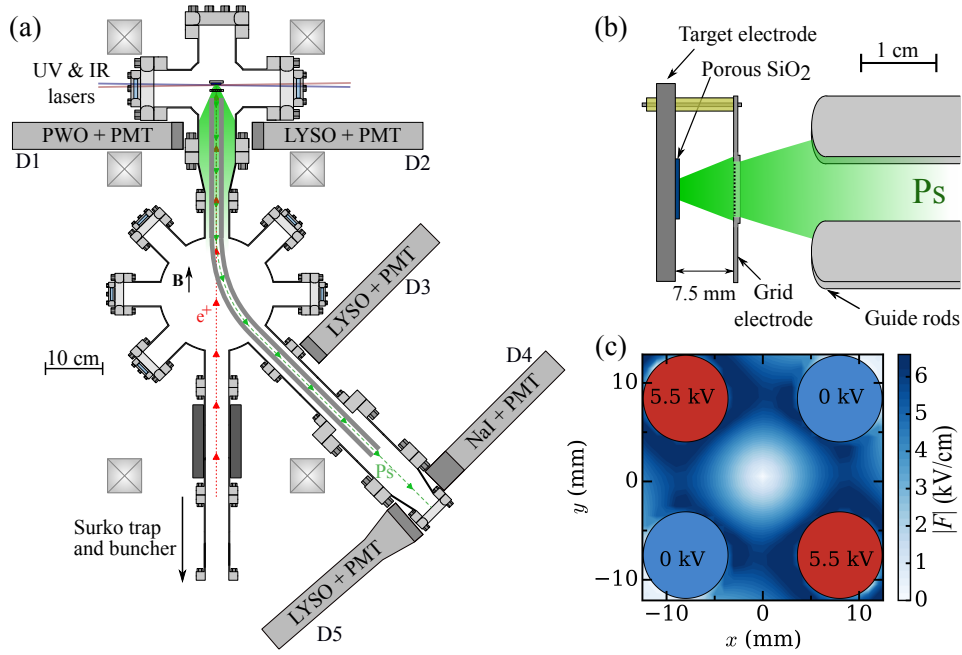 (a)
UV & IR
lasers
PWO + PMT
LYSO + PMT
D1
D2
B
e+
LYSO + PMT
D3
10 cm
D4
NaI + PMT
Ps
Surko trap
and buncher
LYSO + PMT
D5
(b)
Target electrode
Porous SiO2
1 cm
Ps
7.5 mm
Grid
electrode
Guide rods
(c)
5.5 kV
0 kV
0 kV
5.5 kV
10
0
−10
y (mm)
−10
0
10
x (mm)
6
5
4
3
2
1
0
|F| (kV/cm)